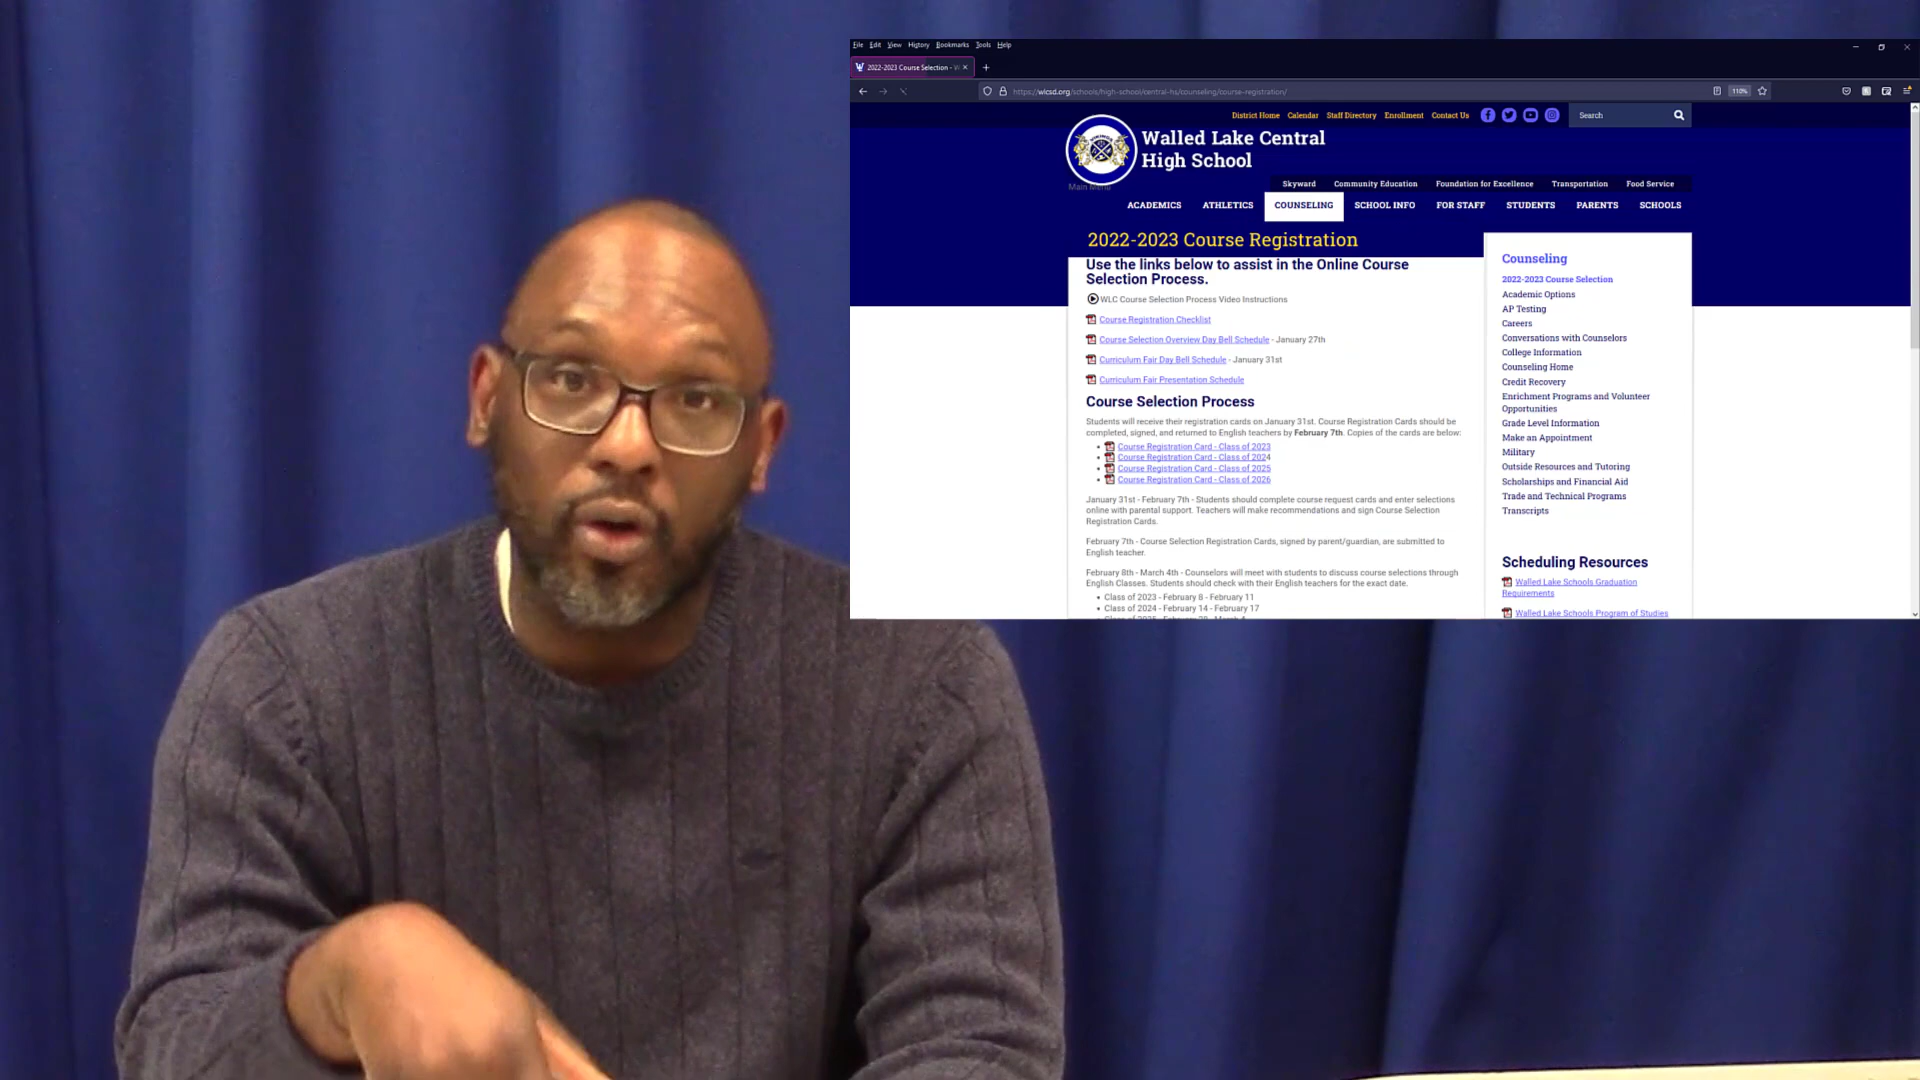 File Edit View History Bookmarks Tools Help
2022-2023 Course Selection - W
https://wlcsd.org/schools/high-school/central-hs/counseling/course-registration/
110%
District Home Calendar Staff Directory Enrollment Contact Us
Search
Walled Lake Central
High School
Main Menu
Skyward Community Education Foundation for Excellence Transportation Food Service
ACADEMICS ATHLETICS COUNSELING SCHOOL INFO FOR STAFF STUDENTS PARENTS SCHOOLS
2022-2023 Course Registration
Use the links below to assist in the Online Course
Selection Process.
WLC Course Selection Process Video Instructions
Course Registration Checklist
Course Selection Overview Day Bell Schedule - January 27th
Curriculum Fair Day Bell Schedule - January 31st
Curriculum Fair Presentation Schedule
Course Selection Process
Students will receive their registration cards on January 31st. Course Registration Cards should be
completed, signed, and returned to English teachers by February 7th. Copies of the cards are below:
Course Registration Card - Class of 2023
Course Registration Card - Class of 2024
Course Registration Card - Class of 2025
Course Registration Card - Class of 2026
January 31st - February 7th - Students should complete course request cards and enter selections
online with parental support. Teachers will make recommendations and sign Course Selection
Registration Cards.
February 7th - Course Selection Registration Cards, signed by parent/guardian, are submitted to
English teacher.
February 8th - March 4th - Counselors will meet with students to discuss course selections through
English Classes. Students should check with their English teachers for the exact date.
Class of 2023 - February 8 - February 11
Class of 2024 - February 14 - February 17
Counseling
2022-2023 Course Selection
Academic Options
AP Testing
Careers
Conversations with Counselors
College Information
Counseling Home
Credit Recovery
Enrichment Programs and Volunteer
Opportunities
Grade Level Information
Make an Appointment
Military
Outside Resources and Tutoring
Scholarships and Financial Aid
Trade and Technical Programs
Transcripts
Scheduling Resources
Walled Lake Schools Graduation
Requirements
Walled Lake Schools Program of Studies